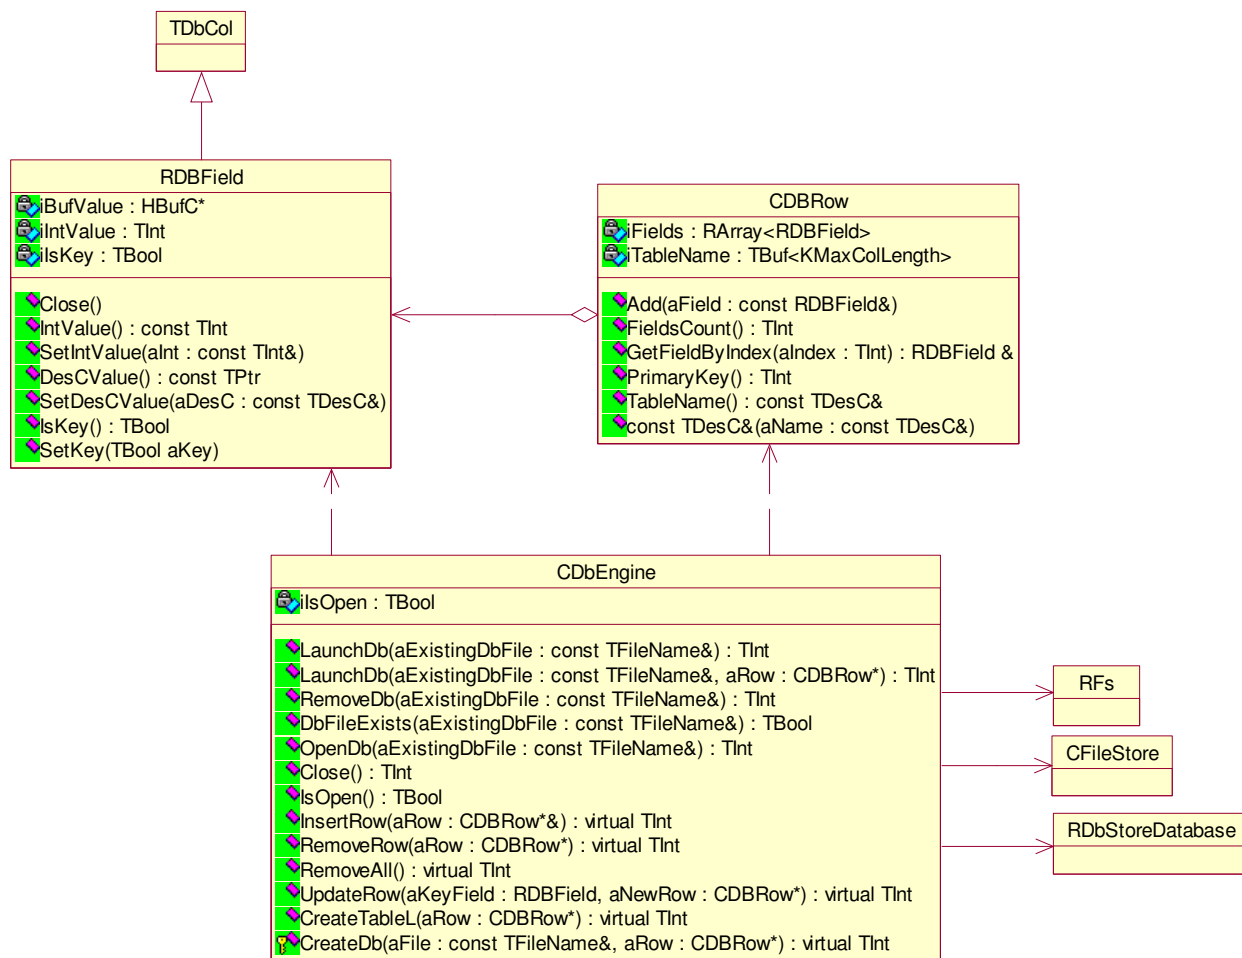 TDbCol
RDBField
iBufValue : HBufC*
iIntValue : TInt
iIsKey : TBool
Close()
IntValue() : const TInt
SetIntValue(aInt : const TInt&)
DesCValue() : const TPtr
SetDesCValue(aDesC : const TDesC&)
IsKey() : TBool
SetKey(TBool aKey)
CDBRow
iFields : RArray<RDBField>
iTableName : TBuf<KMaxColLength>
Add(aField : const RDBField&)
FieldsCount() : TInt
GetFieldByIndex(aIndex : TInt) : RDBField &
PrimaryKey() : TInt
TableName() : const TDesC&
const TDesC&(aName : const TDesC&)
CDbEngine
iIsOpen : TBool
LaunchDb(aExistingDbFile : const TFileName&) : TInt
LaunchDb(aExistingDbFile : const TFileName&, aRow : CDBRow*) : TInt
RemoveDb(aExistingDbFile : const TFileName&) : TInt
DbFileExists(aExistingDbFile : const TFileName&) : TBool
OpenDb(aExistingDbFile : const TFileName&) : TInt
Close() : TInt
IsOpen() : TBool
InsertRow(aRow : CDBRow*&) : virtual TInt
RemoveRow(aRow : CDBRow*) : virtual TInt
RemoveAll() : virtual TInt
UpdateRow(aKeyField : RDBField, aNewRow : CDBRow*) : virtual TInt
CreateTableL(aRow : CDBRow*) : virtual TInt
CreateDb(aFile : const TFileName&, aRow : CDBRow*) : virtual TInt
RFs
CFileStore
RDbStoreDatabase